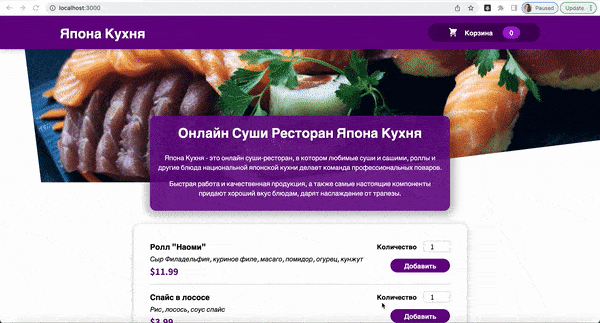 localhost:3000
Paused
Update
Япона Кухня
Корзина 0
Онлайн Суши Ресторан Япона Кухня
Япона Кухня - это онлайн суши-ресторан, в котором любимые суши и сашими, роллы и
другие блюда национальной японской кухни делает команда профессиональных поваров.
Быстрая работа и качественная продукция, а также самые настоящие компоненты
придают хороший вкус блюдам, дарят наслаждение от трапезы.
Ролл "Наоми"
Количество 1
Сыр Филадельфия, куриное филе, масаго, помидор, огурец, кунжут
$11.99
Добавить
Спайс в лососе
Количество 1
Рис, лосось, соус спайс
$3.99
Добавить